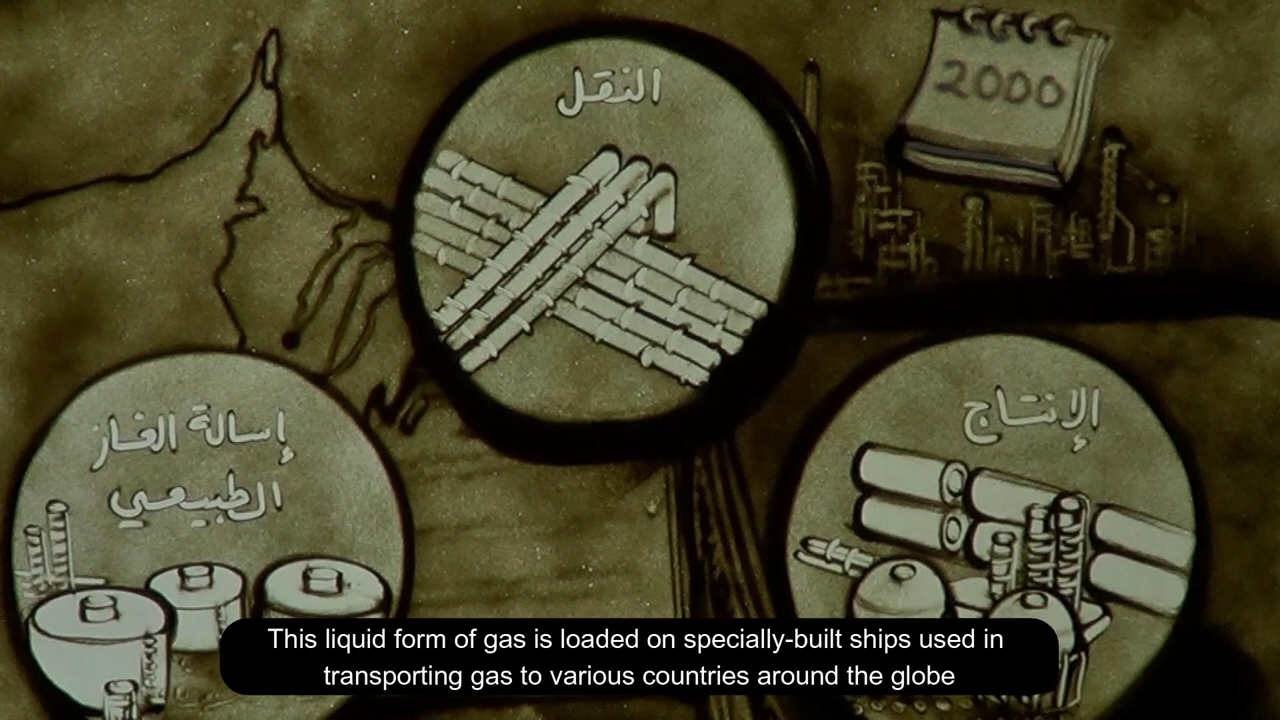 النقل
2000
إسالة الغاز
الطبيعي
الإنتاج
This liquid form of gas is loaded on specially-built ships used in
transporting gas to various countries around the globe